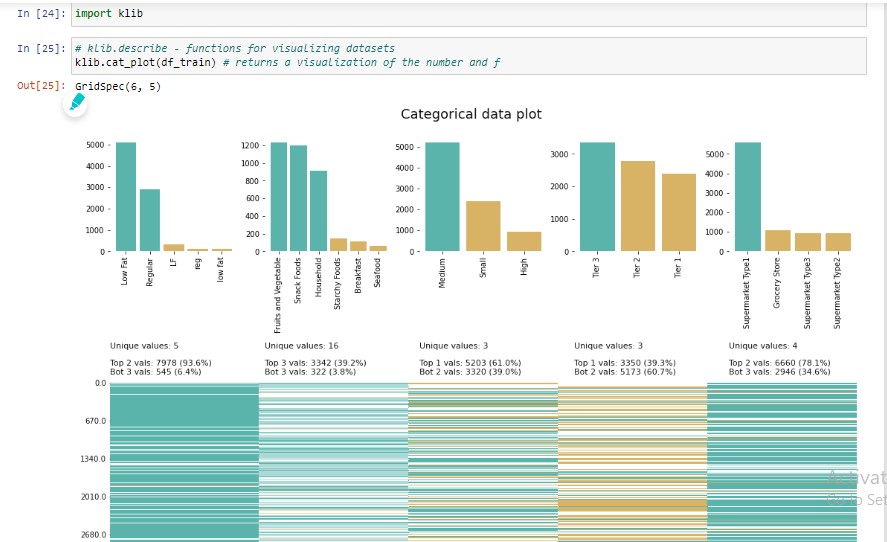 In [24]: import klib
In [25]: # klib.describe - functions for visualizing datasets
klib.cat_plot(df_train) # returns a visualization of the number and f
Out[25]: GridSpec(6, 5)
Categorical data plot
5000
4000
3000
2000
1000
0
Low Fat
Regular
LF
reg
low fat
1200
1000
800
600
400
200
0
Fruits and Vegetable
Snack Foods
Household
Starchy Foods
Breakfast
Seafood
5000
4000
3000
2000
1000
0
Medium
Small
High
3000
2000
1000
0
Tier 3
Tier 2
Tier 1
5000
4000
3000
2000
1000
0
Supermarket Type1
Grocery Store
Supermarket Type3
Supermarket Type2
Unique values: 5
Top 2 vals: 7978 (93.6%)
Bot 3 vals: 545 (6.4%)
Unique values: 16
Top 3 vals: 3342 (39.2%)
Bot 3 vals: 322 (3.8%)
Unique values: 3
Top 1 vals: 5203 (61.0%)
Bot 2 vals: 3320 (39.0%)
Unique values: 3
Top 1 vals: 3350 (39.3%)
Bot 2 vals: 5173 (60.7%)
Unique values: 4
Top 2 vals: 6660 (78.1%)
Bot 3 vals: 2946 (34.6%)
0.0
670.0
1340.0
2010.0
2680.0
Activat
to Set